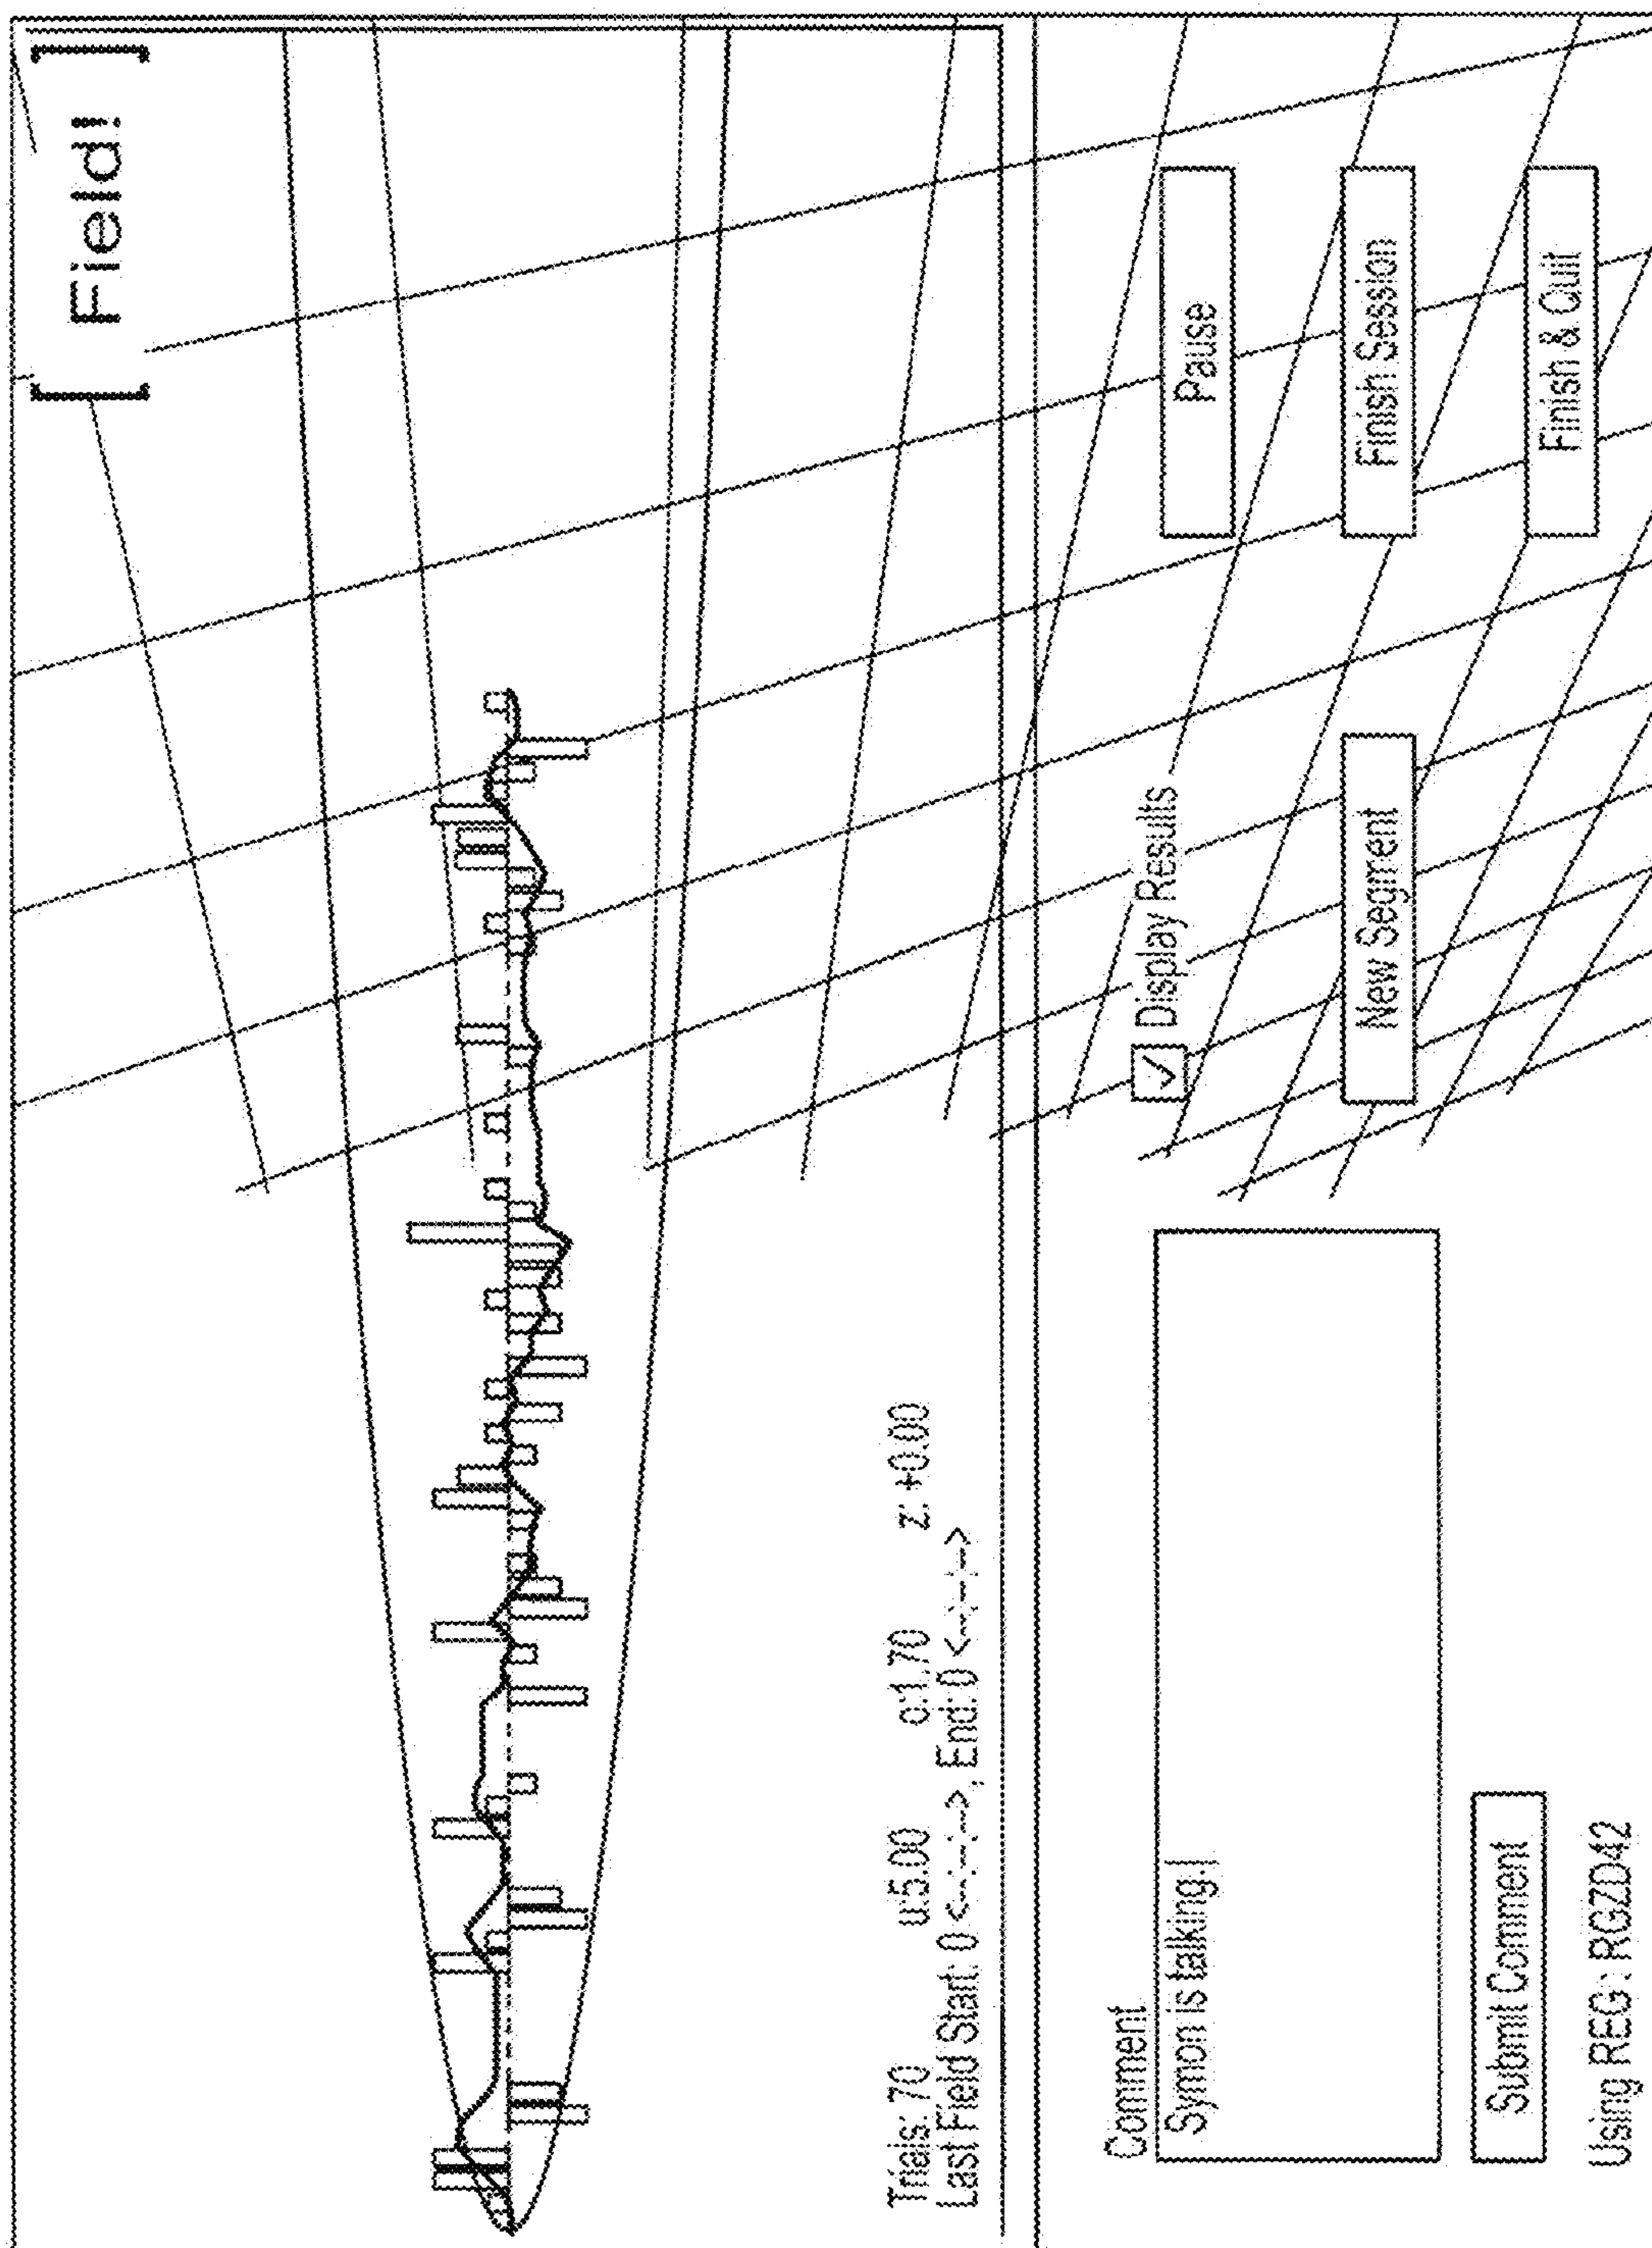 [ Field! ]
Trials: 70 u:5.00 o:1.70 z: +0.00
Last Field Start: 0 <--:--:-->, End: 0 <--:--:-->
Comment
Symon is talking.|
Display Results
Pause
New Segment
Finish Session
Submit Comment
Finish & Quit
Using REG : RGZD42